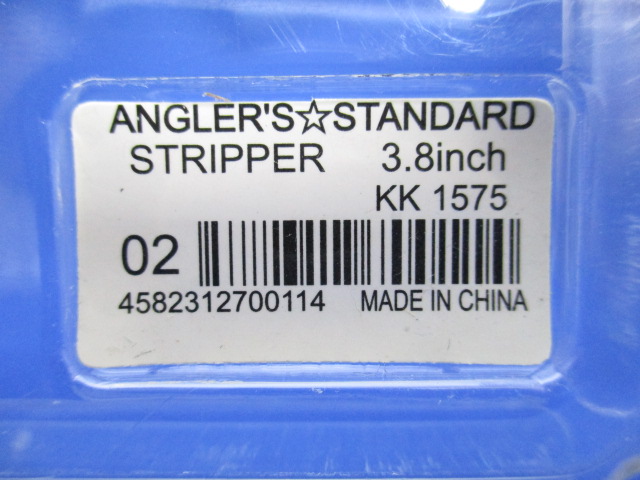 ANGLER'S☆STANDARD
STRIPPER 3.8inch
KK 1575
02
4582312700114 MADE IN CHINA